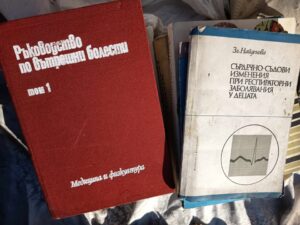 Ръководство
по вътрешни болести
том 1
Медицина и физкултура
Зл. Найденова
СЪРДЕЧНО-СЪДОВИ
ИЗМЕНЕНИЯ
ПРИ РЕСПИРАТОРНИ
ЗАБОЛЯВАНИЯ
У ДЕЦАТА